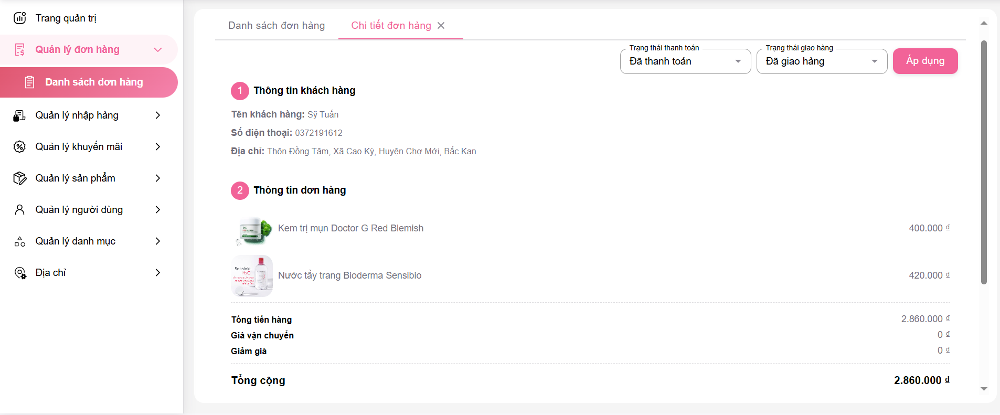 Trang quản trị
Quản lý đơn hàng
Danh sách đơn hàng
Quản lý nhập hàng
Quản lý khuyến mãi
Quản lý sản phẩm
Quản lý người dùng
Quản lý danh mục
Địa chỉ
Danh sách đơn hàng Chi tiết đơn hàng
Trạng thái thanh toán Trạng thái giao hàng
Đã thanh toán Đã giao hàng Áp dụng
1 Thông tin khách hàng
Tên khách hàng: Sỹ Tuấn
Số điện thoại: 0372191612
Địa chỉ: Thôn Đồng Tâm, Xã Cao Kỳ, Huyện Chợ Mới, Bắc Kạn
2 Thông tin đơn hàng
Kem trị mụn Doctor G Red Blemish 400.000 ₫
Sensibio
H2O
Nước tẩy trang Bioderma Sensibio 420.000 ₫
Tổng tiền hàng 2.860.000 ₫
Giá vận chuyển 0 ₫
Giảm giá 0 ₫
Tổng cộng 2.860.000 ₫